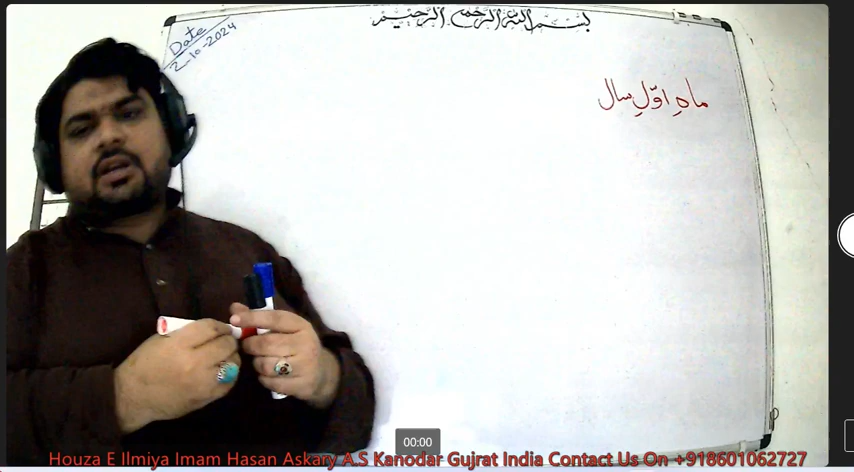 بسم الله الرحمن الرحیم
Date
2-10-2024
ماهِ اوّلِ سال
00:00
Houza E Ilmiya Imam Hasan Askary A.S Kanodar Gujrat India Contact Us On +918601062727